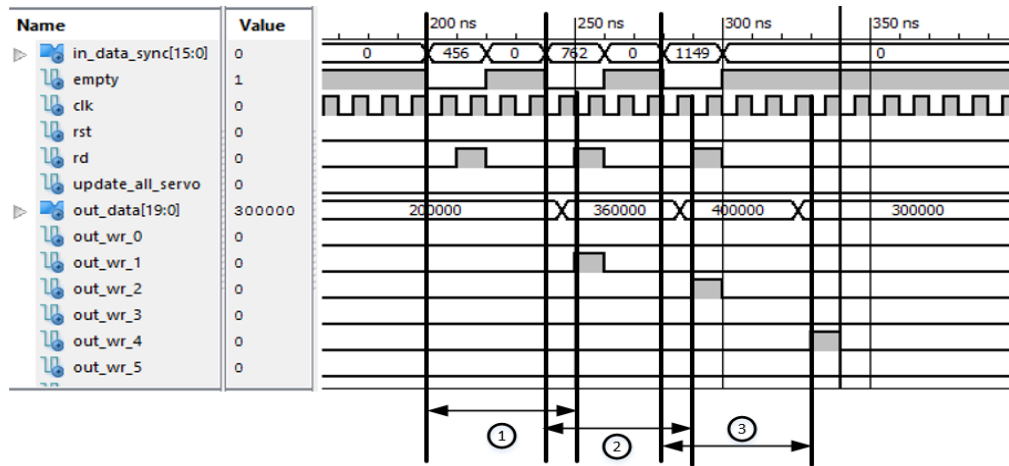 Name Value 200 ns 250 ns 300 ns 350 ns
in_data_sync[15:0] 0 0 456 0 762 0 1149 0
empty 1
clk 0
rst 0
rd 0
update_all_servo 0
out_data[19:0] 300000 200000 360000 400000 300000
out_wr_0 0
out_wr_1 0
out_wr_2 0
out_wr_3 0
out_wr_4 0
out_wr_5 0
1 2 3